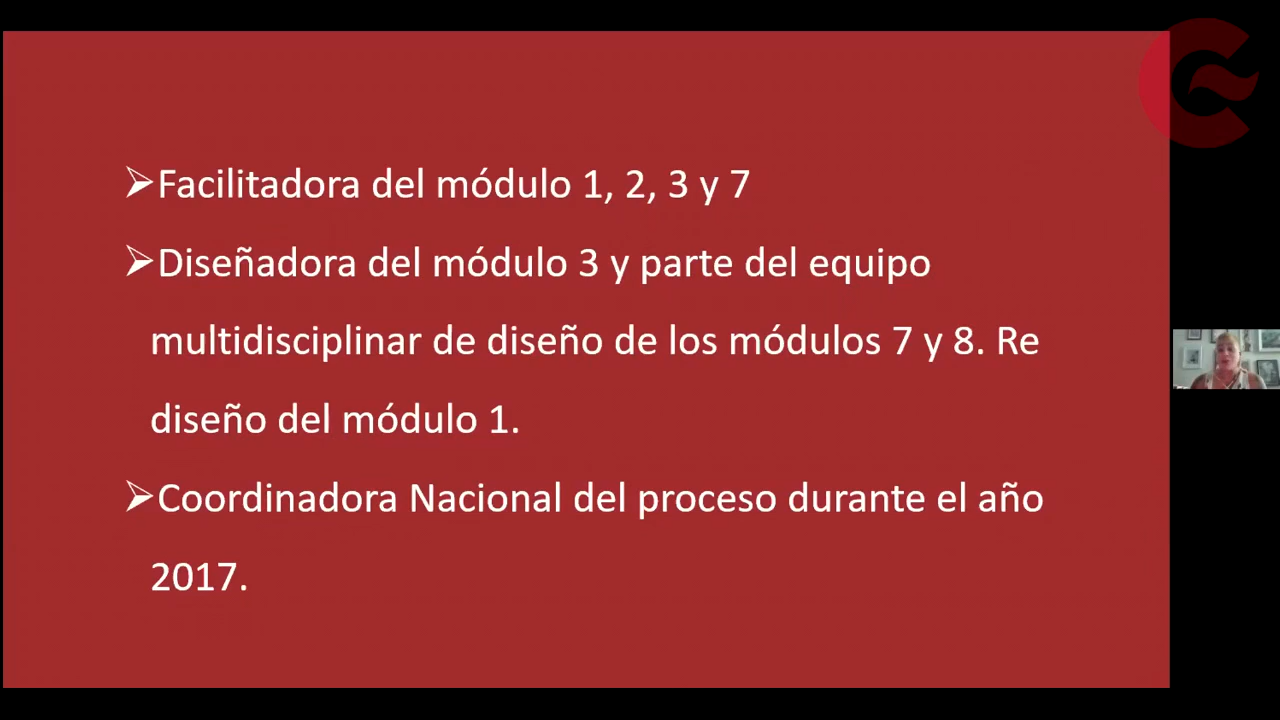 ➢Facilitadora del módulo 1, 2, 3 y 7
➢Diseñadora del módulo 3 y parte del equipo
multidisciplinar de diseño de los módulos 7 y 8. Re
diseño del módulo 1.
➢Coordinadora Nacional del proceso durante el año
2017.